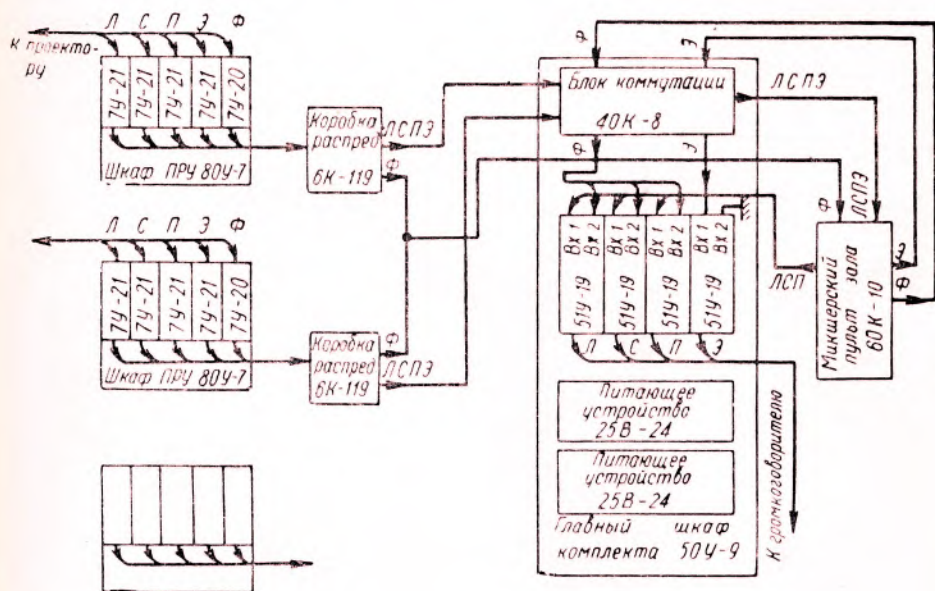 Л С П Э Ф
К проекто-
ру
7У-21 7У-21 7У-21 7У-21 7У-20
Шкаф ПРУ 80У-7
Коробка
распред
6К-119
ЛСПЭ
Ф
Л С П Э Ф
7У-21 7У-21 7У-21 7У-21 7У-20
Шкаф ПРУ 80У-7
Коробка
распред
6К-119
Ф
ЛСПЭ
Ф
Э
Блок коммутации
40К-8
ЛСПЭ
Ф
Э
Вх 1 Вх 2 Вх 1 Вх 2 Вх 1 Вх 2 Вх 1 Вх 2
51У-19 51У-19 51У-19 51У-19
Л С П Э
Питающее
устройство
25В-24
Питающее
устройство
25В-24
Главный шкаф
комплекта 50У-9
К громкоговорителю
ЛСП
Ф
ЛСПЭ
Микшерский
пульт зала
60К-10
Э
Ф